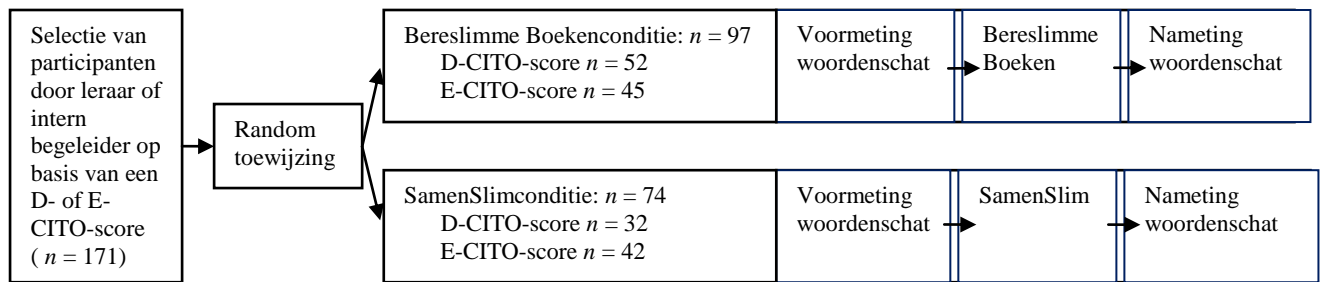 Selectie van
participanten
door leraar of
intern
begeleider op
basis van een
D- of E-
CITO-score
( n = 171)
Random
toewijzing
Bereslimme Boekenconditie: n = 97
D-CITO-score n = 52
E-CITO-score n = 45
Voormeting
woordenschat
Bereslimme
Boeken
Nameting
woordenschat
SamenSlimconditie: n = 74
D-CITO-score n = 32
E-CITO-score n = 42
Voormeting
woordenschat
SamenSlim
Nameting
woordenschat